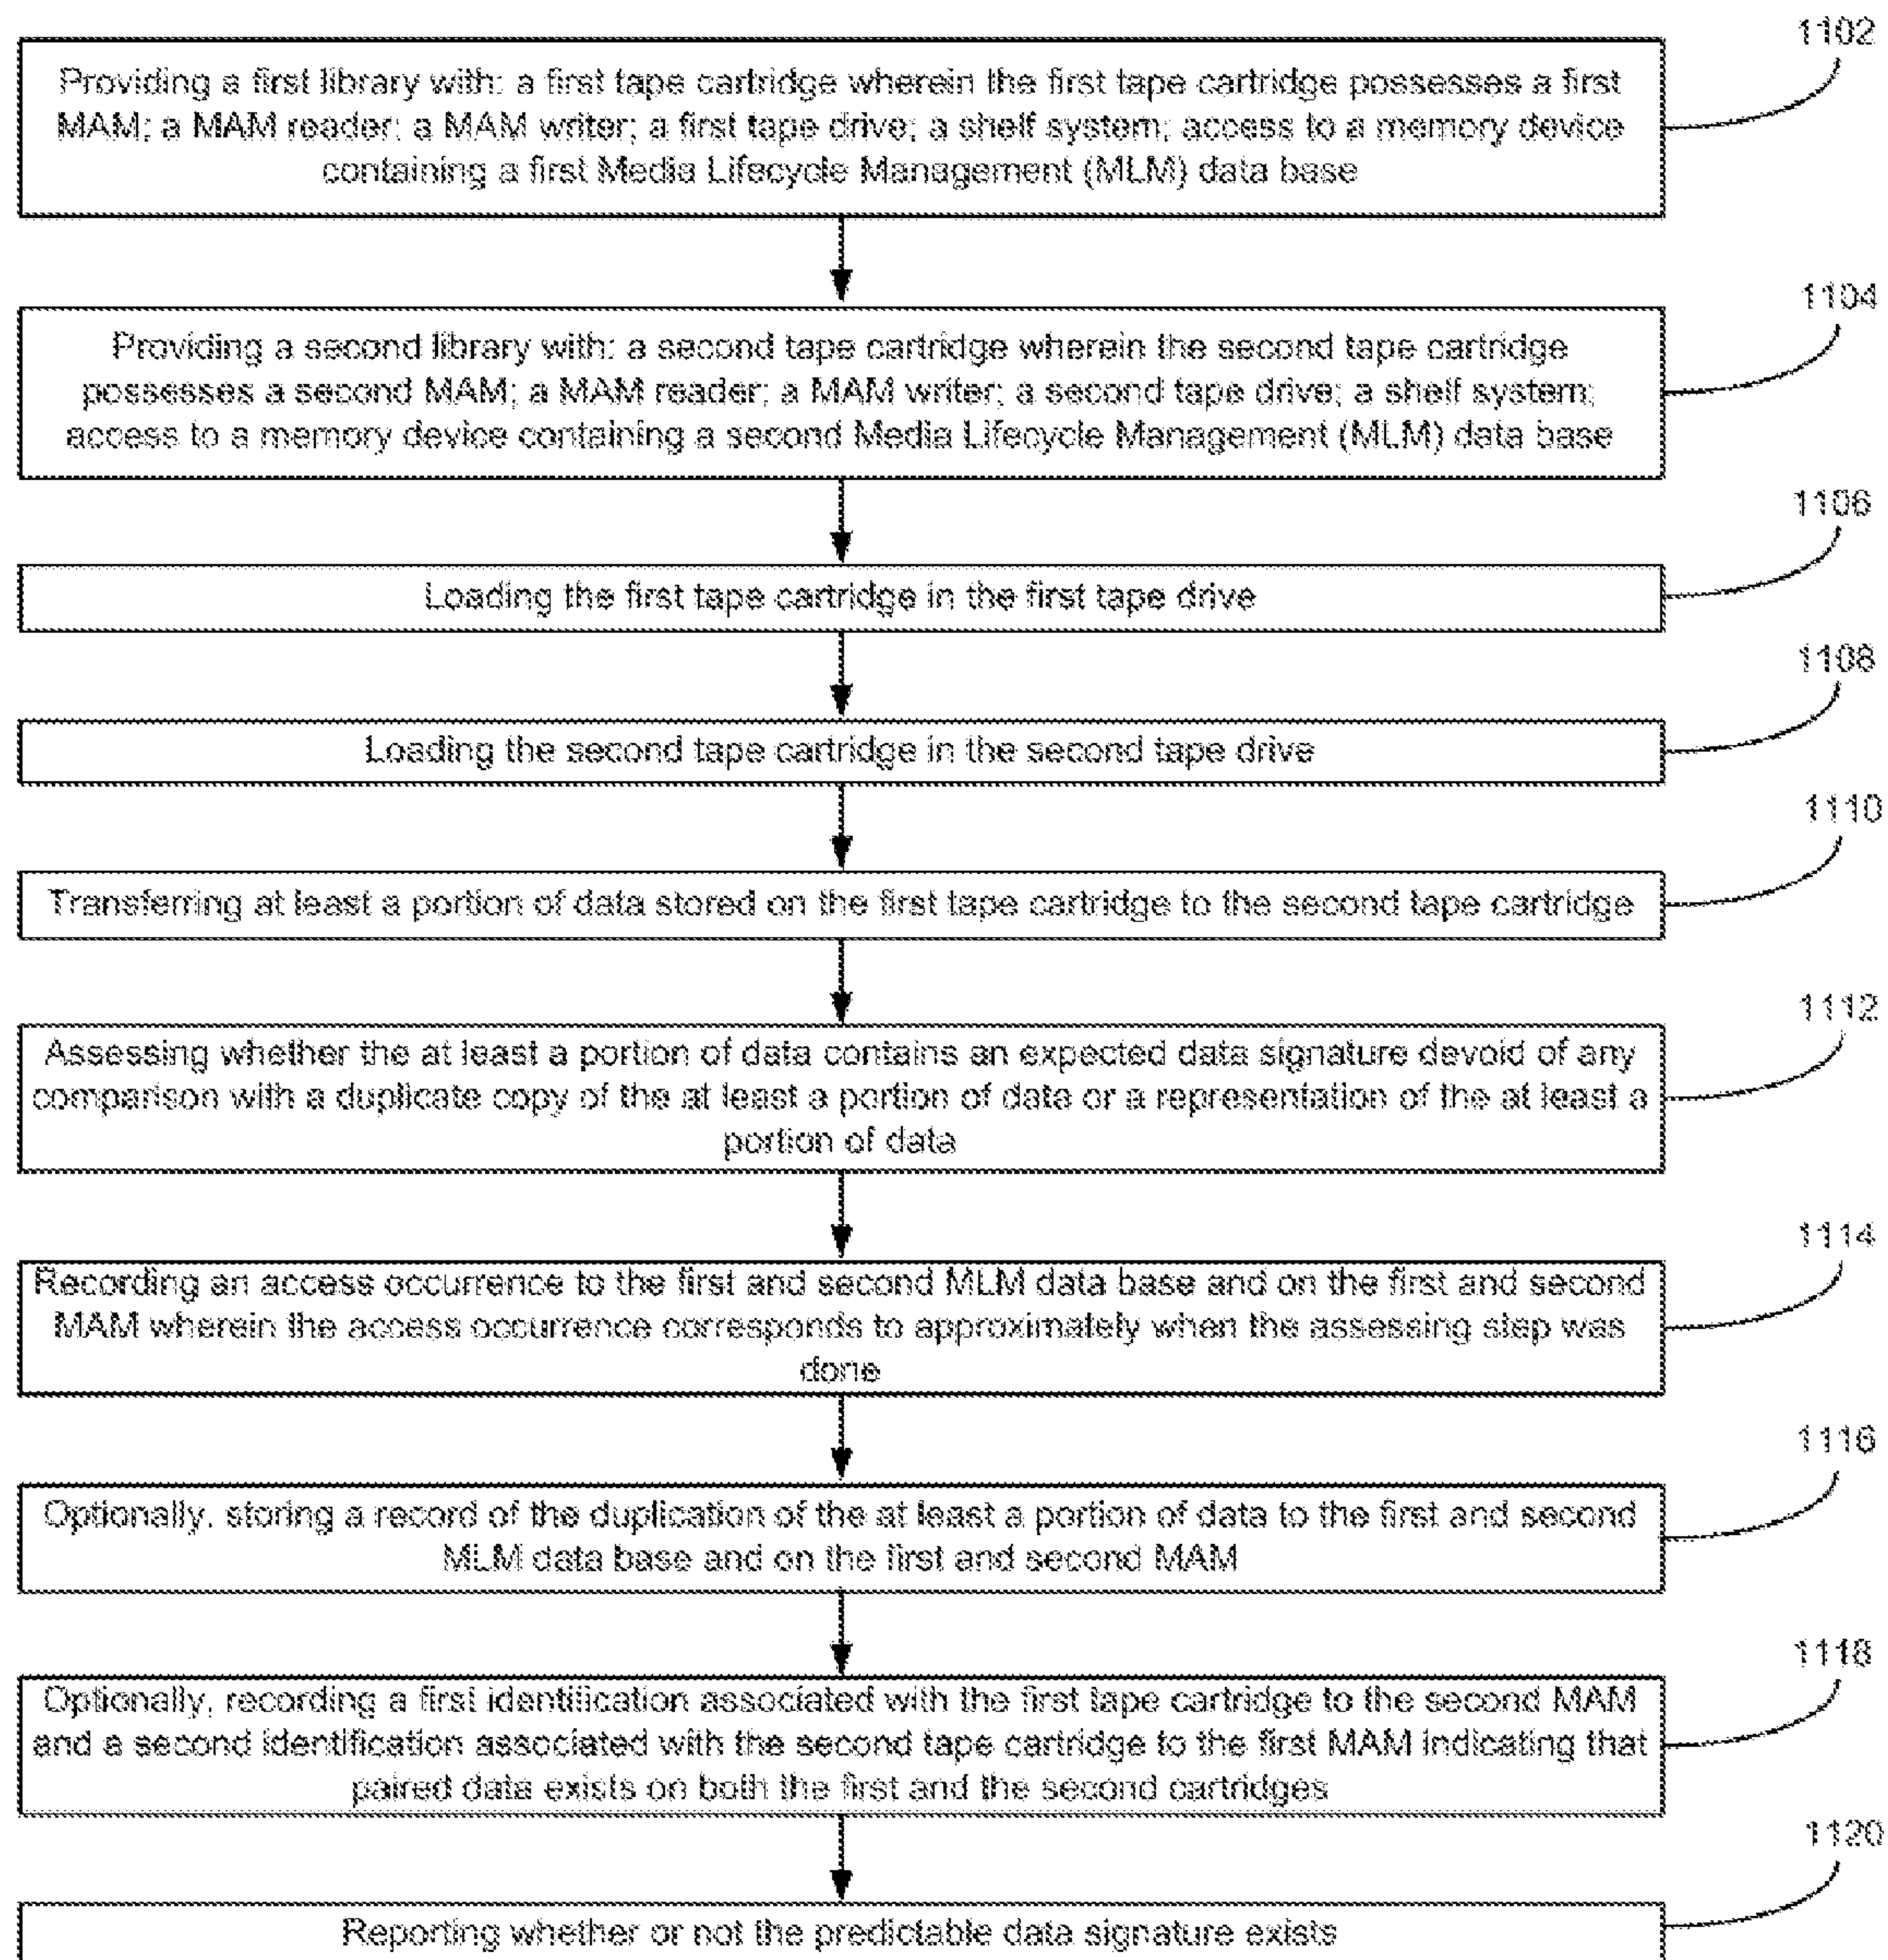 1102
Providing a first library with: a first tape cartridge wherein the first tape cartridge possesses a first
MAM; a MAM reader; a MAM writer; a first tape drive; a shelf system; access to a memory device
containing a first Media Lifecycle Management (MLM) data base
1104
Providing a second library with: a second tape cartridge wherein the second tape cartridge
possesses a second MAM; a MAM reader; a MAM writer; a second tape drive; a shelf system;
access to a memory device containing a second Media Lifecycle Management (MLM) data base
1106
Loading the first tape cartridge in the first tape drive
1108
Loading the second tape cartridge in the second tape drive
1110
Transferring at least a portion of data stored on the first tape cartridge to the second tape cartridge
1112
Assessing whether the at least a portion of data contains an expected data signature devoid of any
comparison with a duplicate copy of the at least a portion of data or a representation of the at least a
portion of data
1114
Recording an access occurrence to the first and second MLM data base and on the first and second
MAM wherein the access occurrence corresponds to approximately when the assessing step was
done
1116
Optionally, storing a record of the duplication of the at least a portion of data to the first and second
MLM data base and on the first and second MAM
1118
Optionally, recording a first identification associated with the first tape cartridge to the second MAM
and a second identification associated with the second tape cartridge to the first MAM indicating that
paired data exists on both the first and the second cartridges
1120
Reporting whether or not the predictable data signature exists